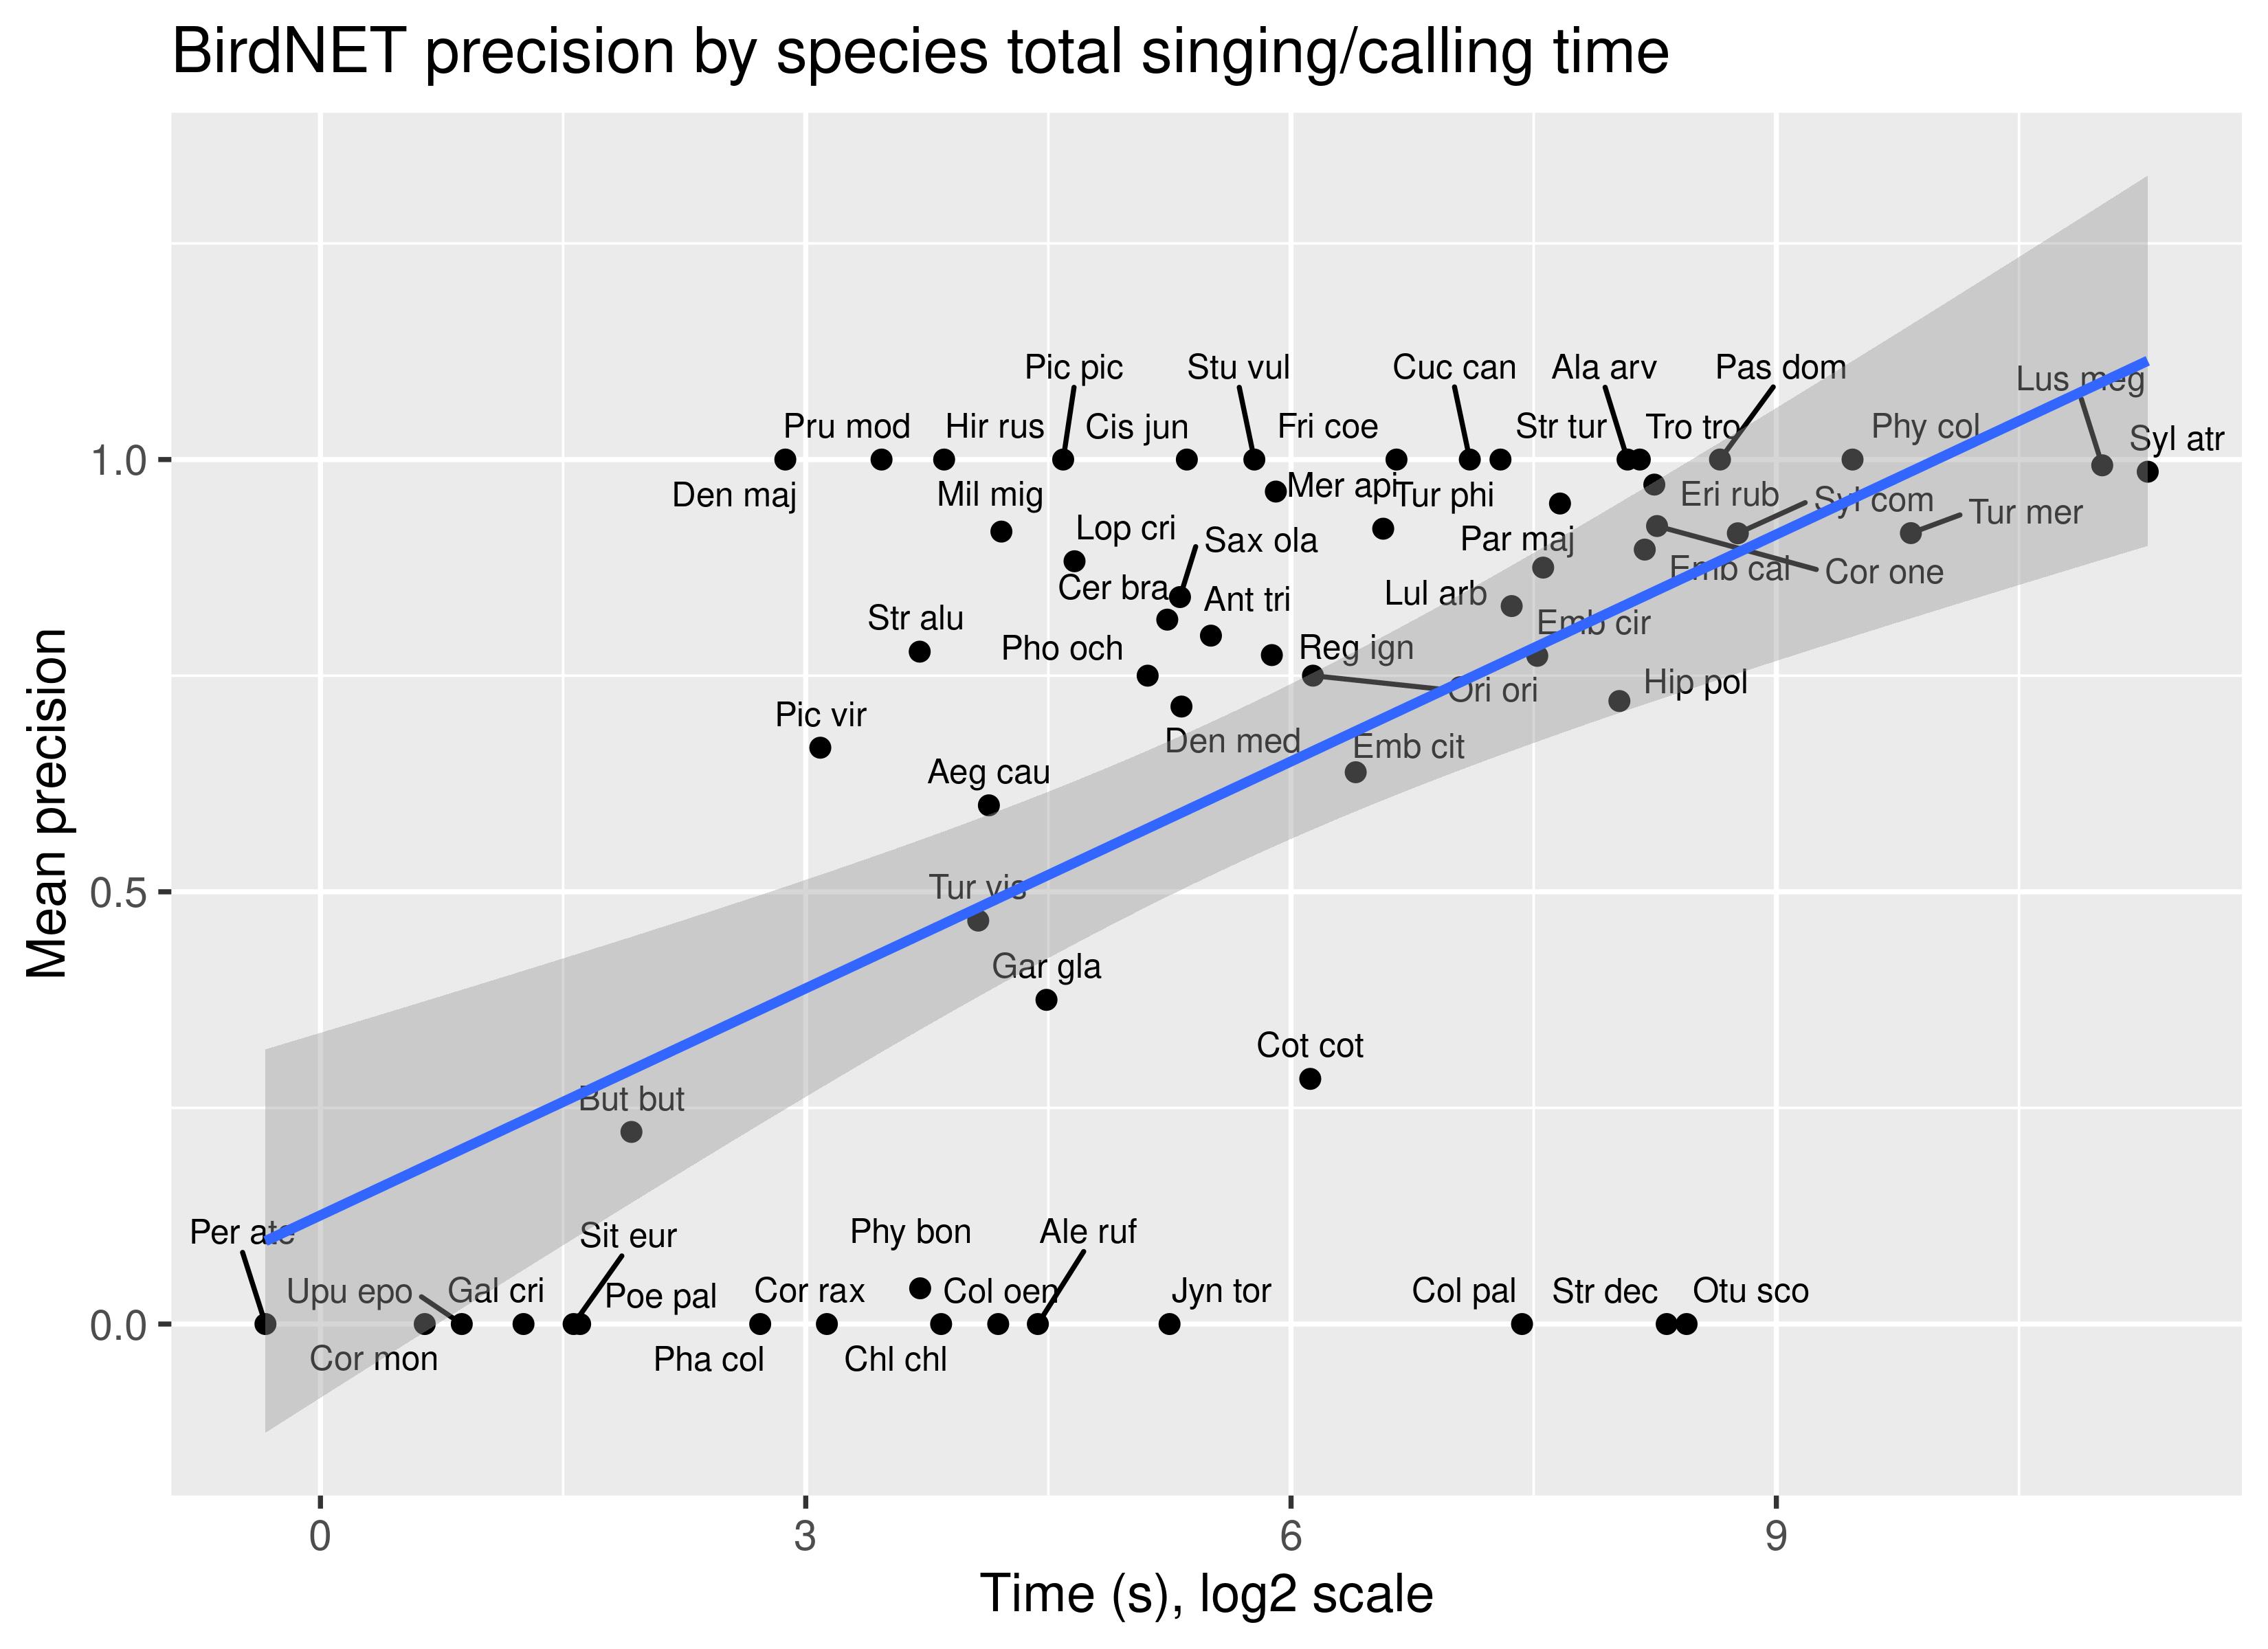 BirdNET precision by species total singing/calling time
Pic pic
Stu vul
Cuc can
Ala arv
Pas dom
Lus meg
Pru mod
Hir rus
Cis jun
Fri coe
Str tur
Tro tro
Phy col
Syl atr
1.0
Den maj
Mil mig
Mer api
Tur phi
Eri rub
Syl com
Tur mer
Lop cri
Sax ola
Par maj
Emb cal
Cor one
Cer bra
Ant tri
Lul arb
Str alu
Emb cir
Pho och
Reg ign
Ori ori
Hip pol
Pic vir
Den med
Emb cit
Aeg cau
Mean precision
0.5
Tur vis
Gar gla
Cot cot
But but
Per ate
Sit eur
Phy bon
Ale ruf
Upu epo
Gal cri
Poe pal
Cor rax
Col oen
Jyn tor
Col pal
Str dec
Otu sco
0.0
Cor mon
Pha col
Chl chl
0
3
6
9
Time (s), log2 scale